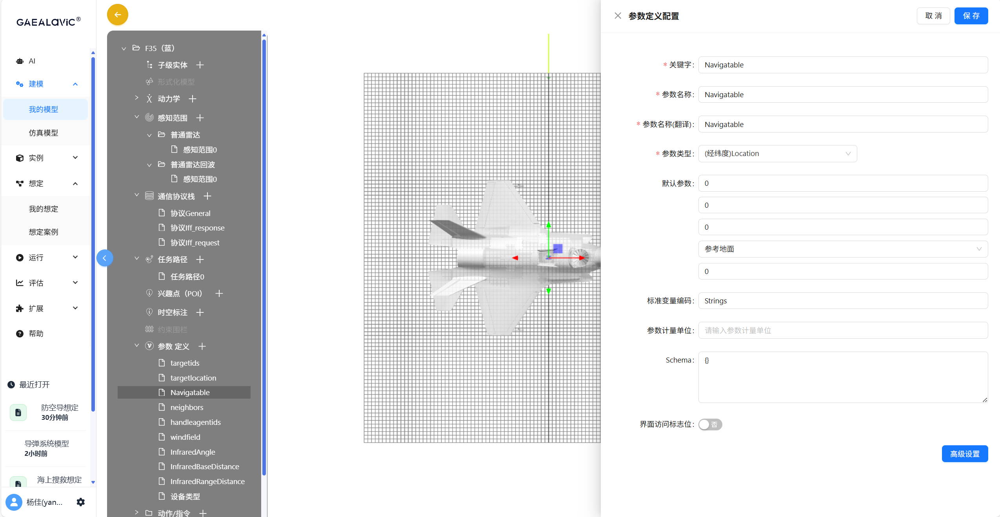 GAEALaViC®
AI
建模
我的模型
仿真模型
实例
想定
我的想定
想定案例
运行
评估
扩展
帮助
最近打开
防空导想定
30分钟前
导弹系统模型
2小时前
海上搜救想定
杨佳(yan...
F35（蓝）
子级实体
形式化模型
动力学
感知范围
普通雷达
感知范围0
普通雷达回波
感知范围0
通信协议栈
协议General
协议Iff_response
协议Iff_request
任务路径
任务路径0
兴趣点（POI）
时空标注
约束围栏
参数 定义
targetids
targetlocation
Navigatable
neighbors
handleagentids
windfield
InfraredAngle
InfraredBaseDistance
InfraredRangeDistance
设备类型
动作/指令
参数定义配置
取 消
保 存
* 关键字: Navigatable
* 参数名称: Navigatable
* 参数名称(翻译): Navigatable
* 参数类型: (经纬度)Location
默认参数: 0
0
0
参考地面
0
标准变量编码: Strings
参数计量单位: 请输入参数计量单位
Schema: {}
界面访问标志位: 否
高级设置